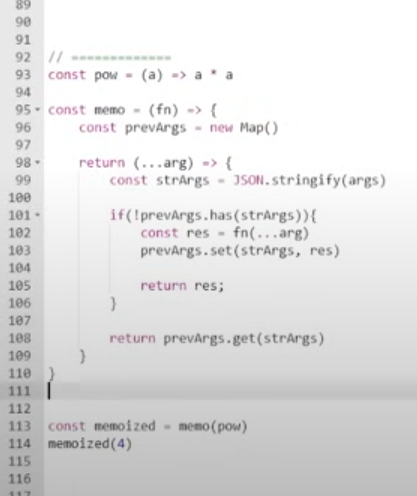 89
90
91
92 // =============
93 const pow = (a) => a * a
94
95 const memo = (fn) => {
96 const prevArgs = new Map()
97
98 return (...arg) => {
99 const strArgs = JSON.stringify(args)
100
101 if(!prevArgs.has(strArgs)){
102 const res = fn(...arg)
103 prevArgs.set(strArgs, res)
104
105 return res;
106 }
107
108 return prevArgs.get(strArgs)
109 }
110 }
111
112
113 const memoized = memo(pow)
114 memoized(4)
115
116